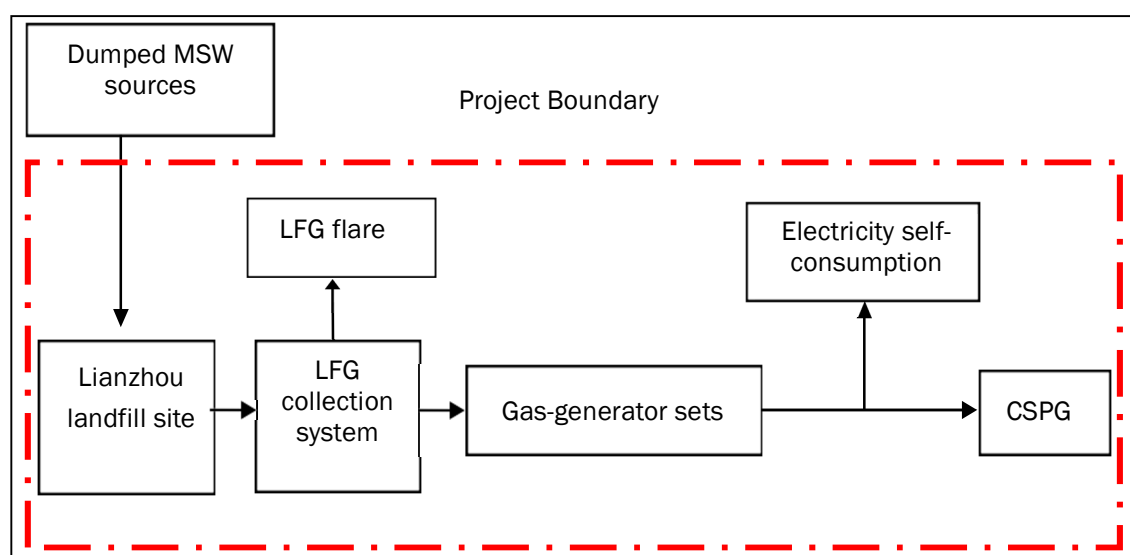 Dumped MSW
sources
Project Boundary
LFG flare
Electricity self-
consumption
Lianzhou
landfill site
LFG
collection
system
Gas-generator sets
CSPG